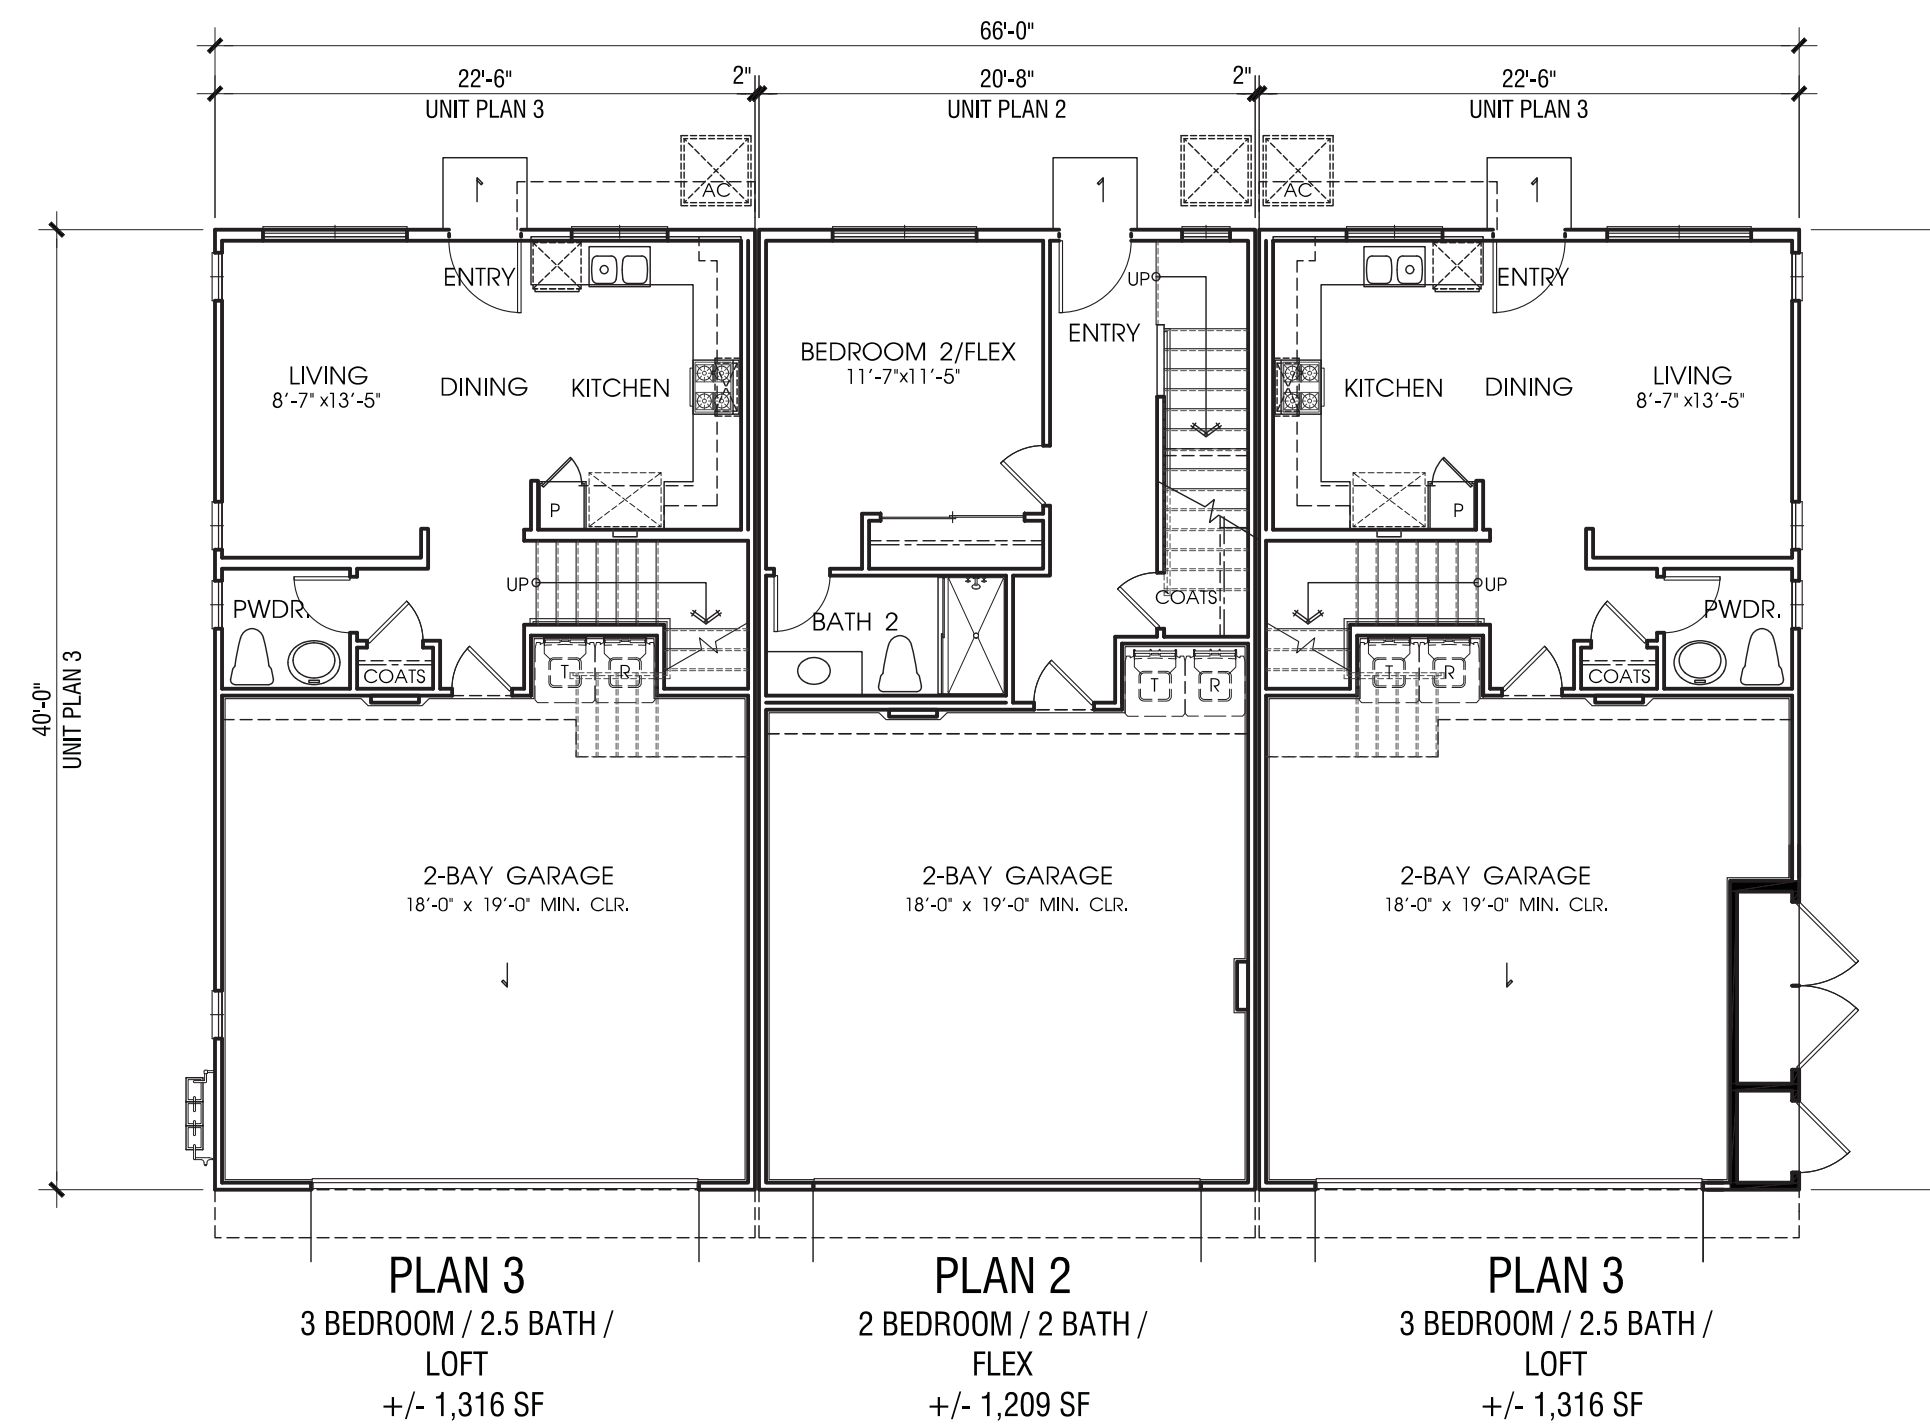 66'-0"
22'-6"
2"
20'-8"
2"
22'-6"
UNIT PLAN 3
UNIT PLAN 2
UNIT PLAN 3
AC
AC
ENTRY
UP
ENTRY
ENTRY
LIVING
8'-7" x13'-5"
DINING
KITCHEN
BEDROOM 2/FLEX
11'-7"x11'-5"
KITCHEN
DINING
LIVING
8'-7" x13'-5"
P
P
UP
UP
PWDR.
BATH 2
COATS
PWDR.
COATS
T
R
T
R
T
R
COATS
40'-0"
UNIT PLAN 3
2-BAY GARAGE
18'-0" x 19'-0" MIN. CLR.
2-BAY GARAGE
18'-0" x 19'-0" MIN. CLR.
2-BAY GARAGE
18'-0" x 19'-0" MIN. CLR.
PLAN 3
3 BEDROOM / 2.5 BATH /
LOFT
+/- 1,316 SF
PLAN 2
2 BEDROOM / 2 BATH /
FLEX
+/- 1,209 SF
PLAN 3
3 BEDROOM / 2.5 BATH /
LOFT
+/- 1,316 SF